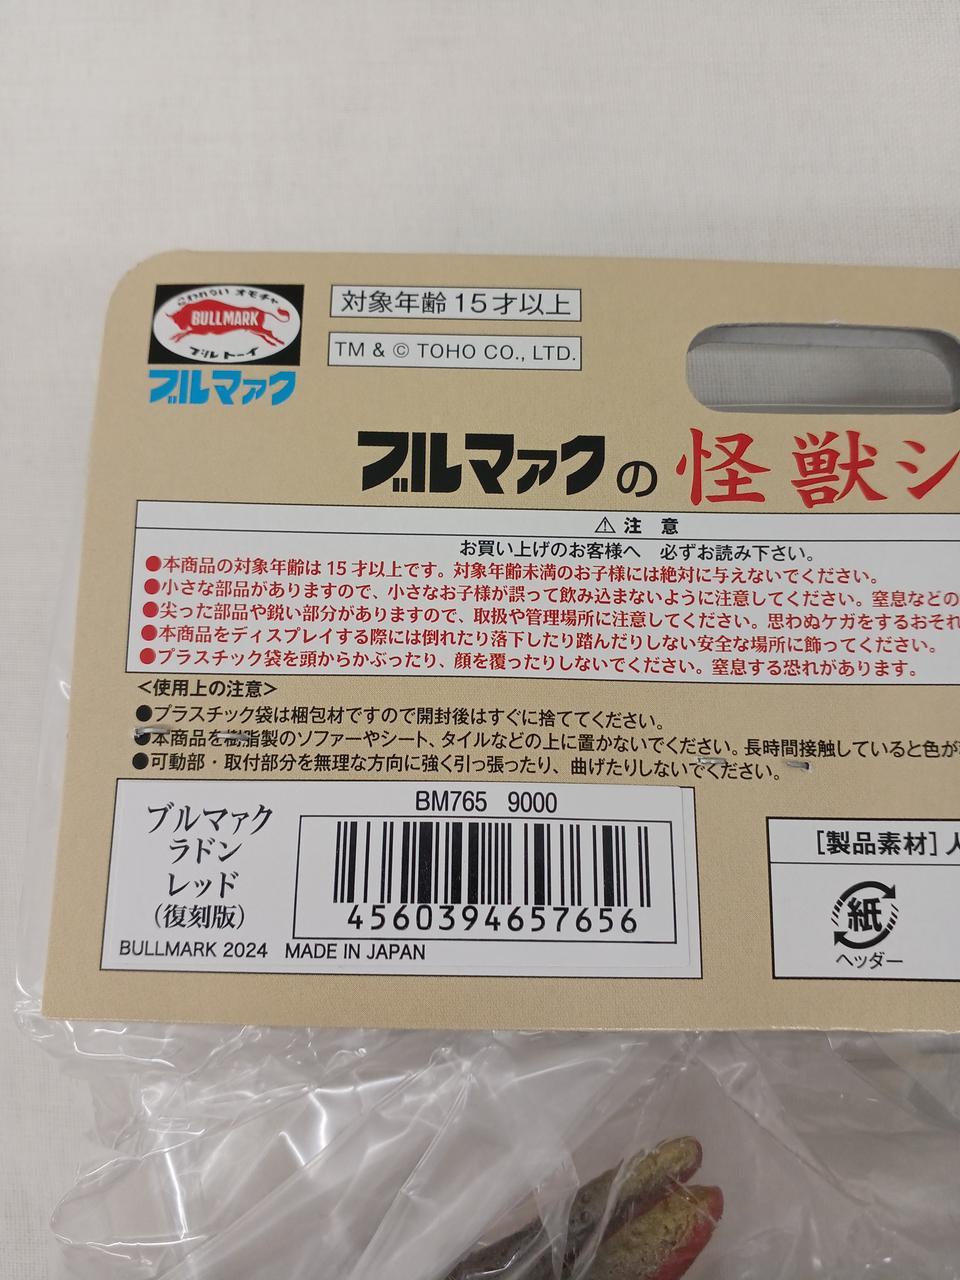 こわれない オモチャ
BULLMARK
ブル トーイ
ブルマァク
対象年齢 15才以上
TM & © TOHO CO., LTD.
ブルマァクの怪獣シ
⚠ 注 意
お買い上げのお客様へ 必ずお読み下さい。
●本商品の対象年齢は 15 才以上です。対象年齢未満のお子様には絶対に与えないでください。
●小さな部品がありますので、小さなお子様が誤って飲み込まないように注意してください。窒息などの
●尖った部品や鋭い部分がありますので、取扱や管理場所に注意してください。思わぬケガをするおそれ
●本商品をディスプレイする際には倒れたり落下したり踏んだりしない安全な場所に飾ってください。
●プラスチック袋を頭からかぶったり、顔を覆ったりしないでください。窒息する恐れがあります。
＜使用上の注意＞
●プラスチック袋は梱包材ですので開封後はすぐに捨ててください。
●本商品を樹脂製のソファーやシート、タイルなどの上に置かないでください。長時間接触していると色が
●可動部・取付部分を無理な方向に強く引っ張ったり、曲げたりしないでください。
BM765 9000
ブルマァク
ラドン
レッド
（復刻版）
4560394657656
BULLMARK 2024 MADE IN JAPAN
［製品素材］人
紙
ヘッダー